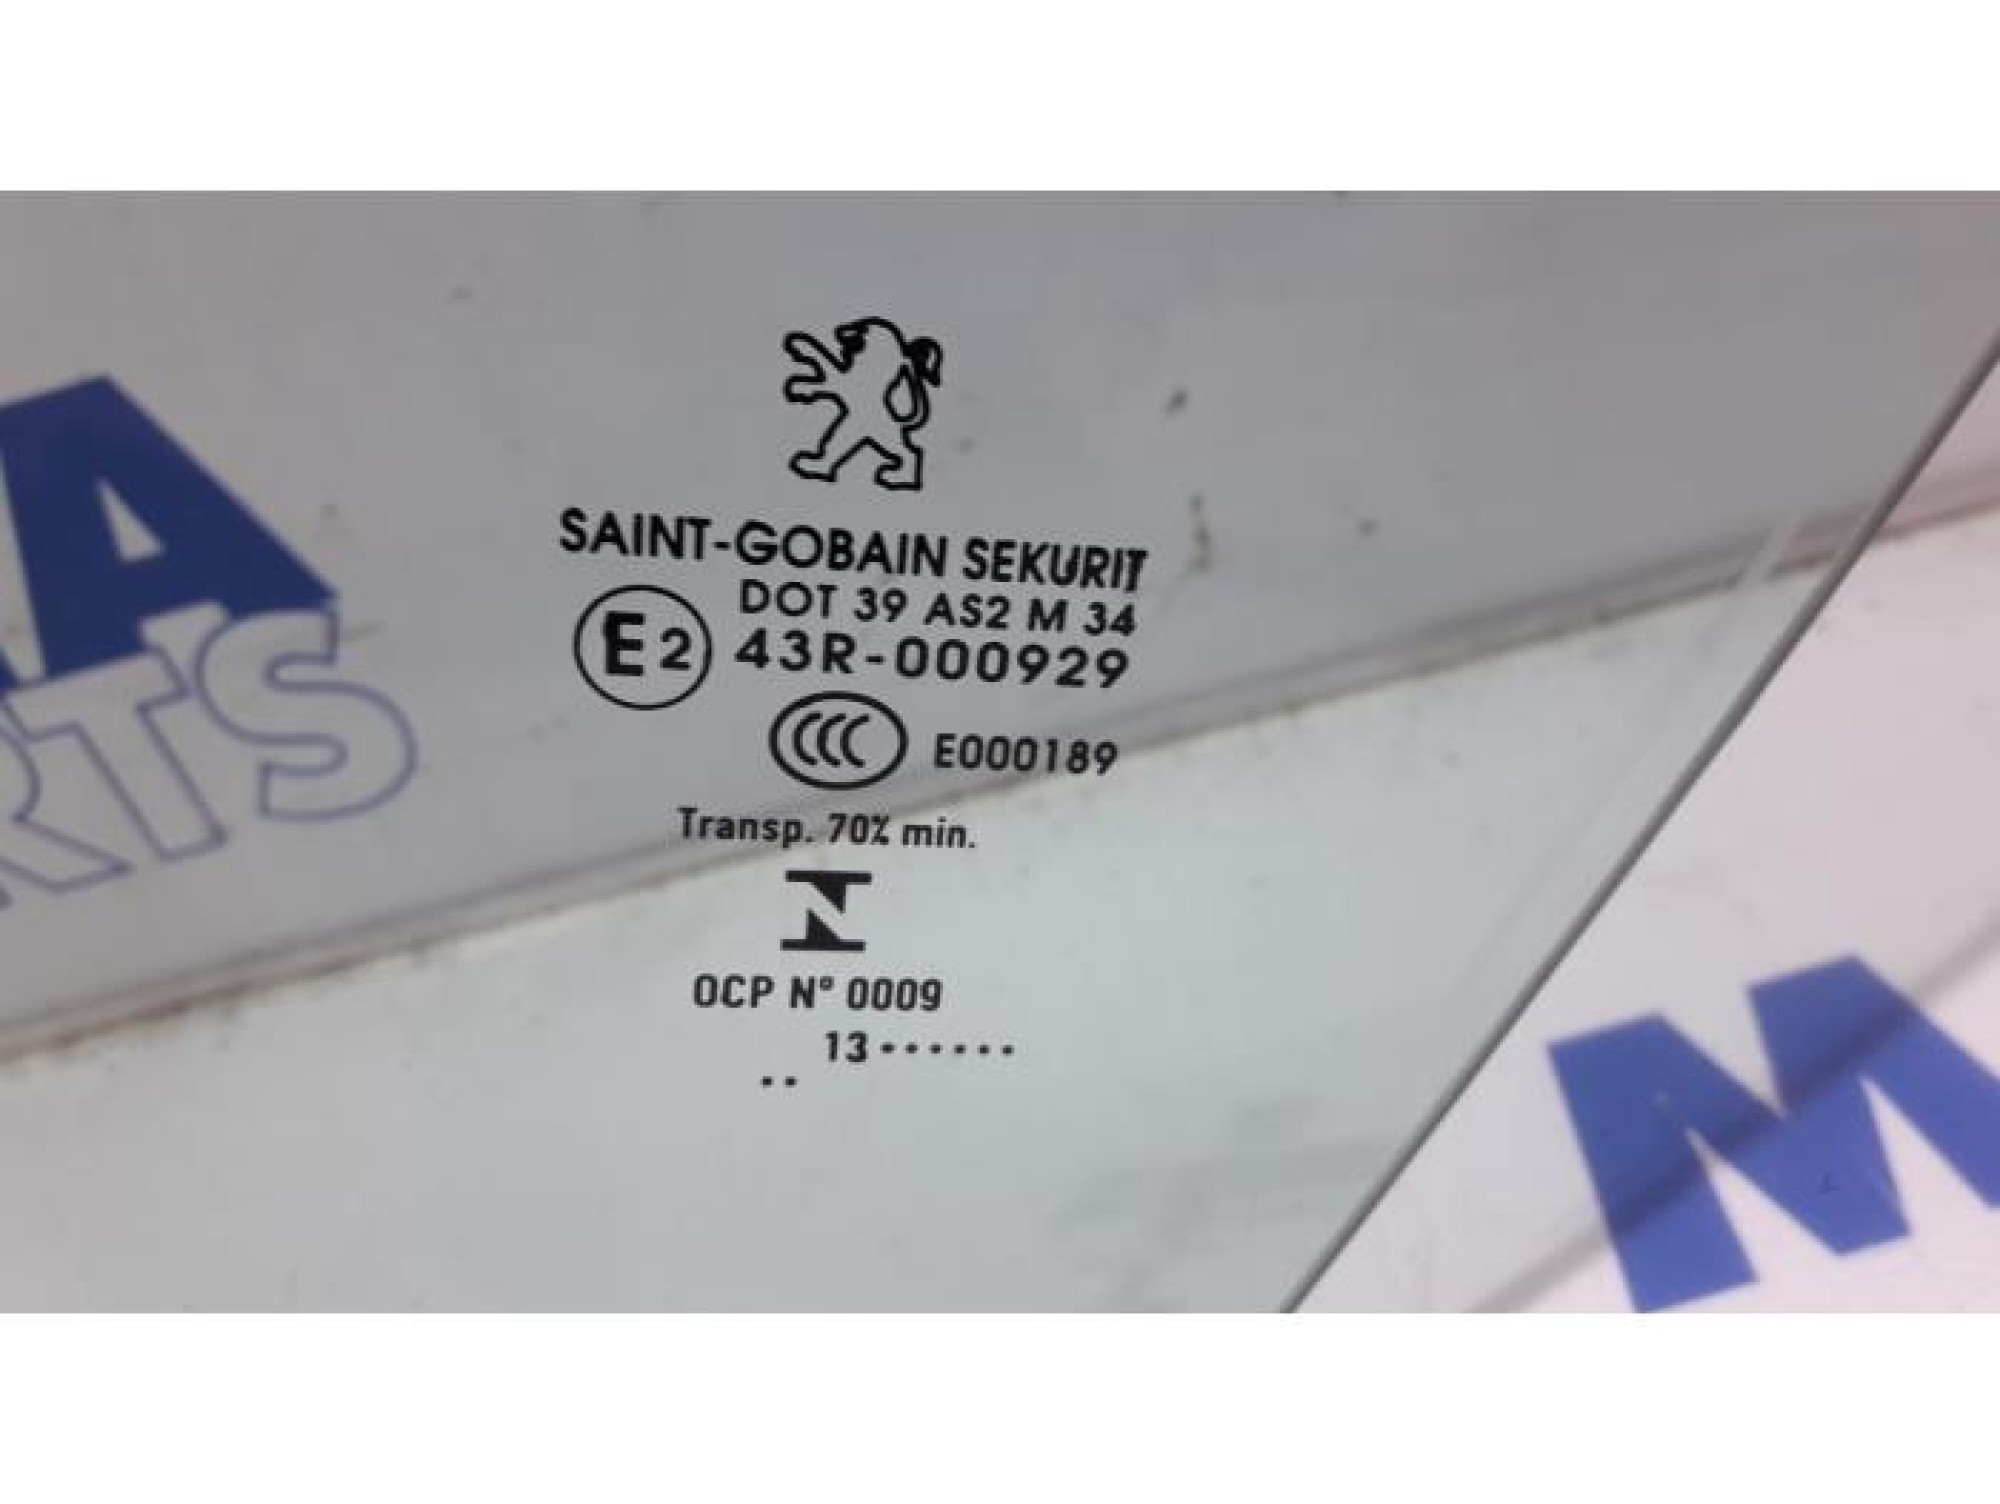 SAINT-GOBAIN SEKURIT
DOT 39 AS2 M 34
E2 43R-000929
CCC E000189
Transp. 70% min.
OCP N° 0009
13 ······
··